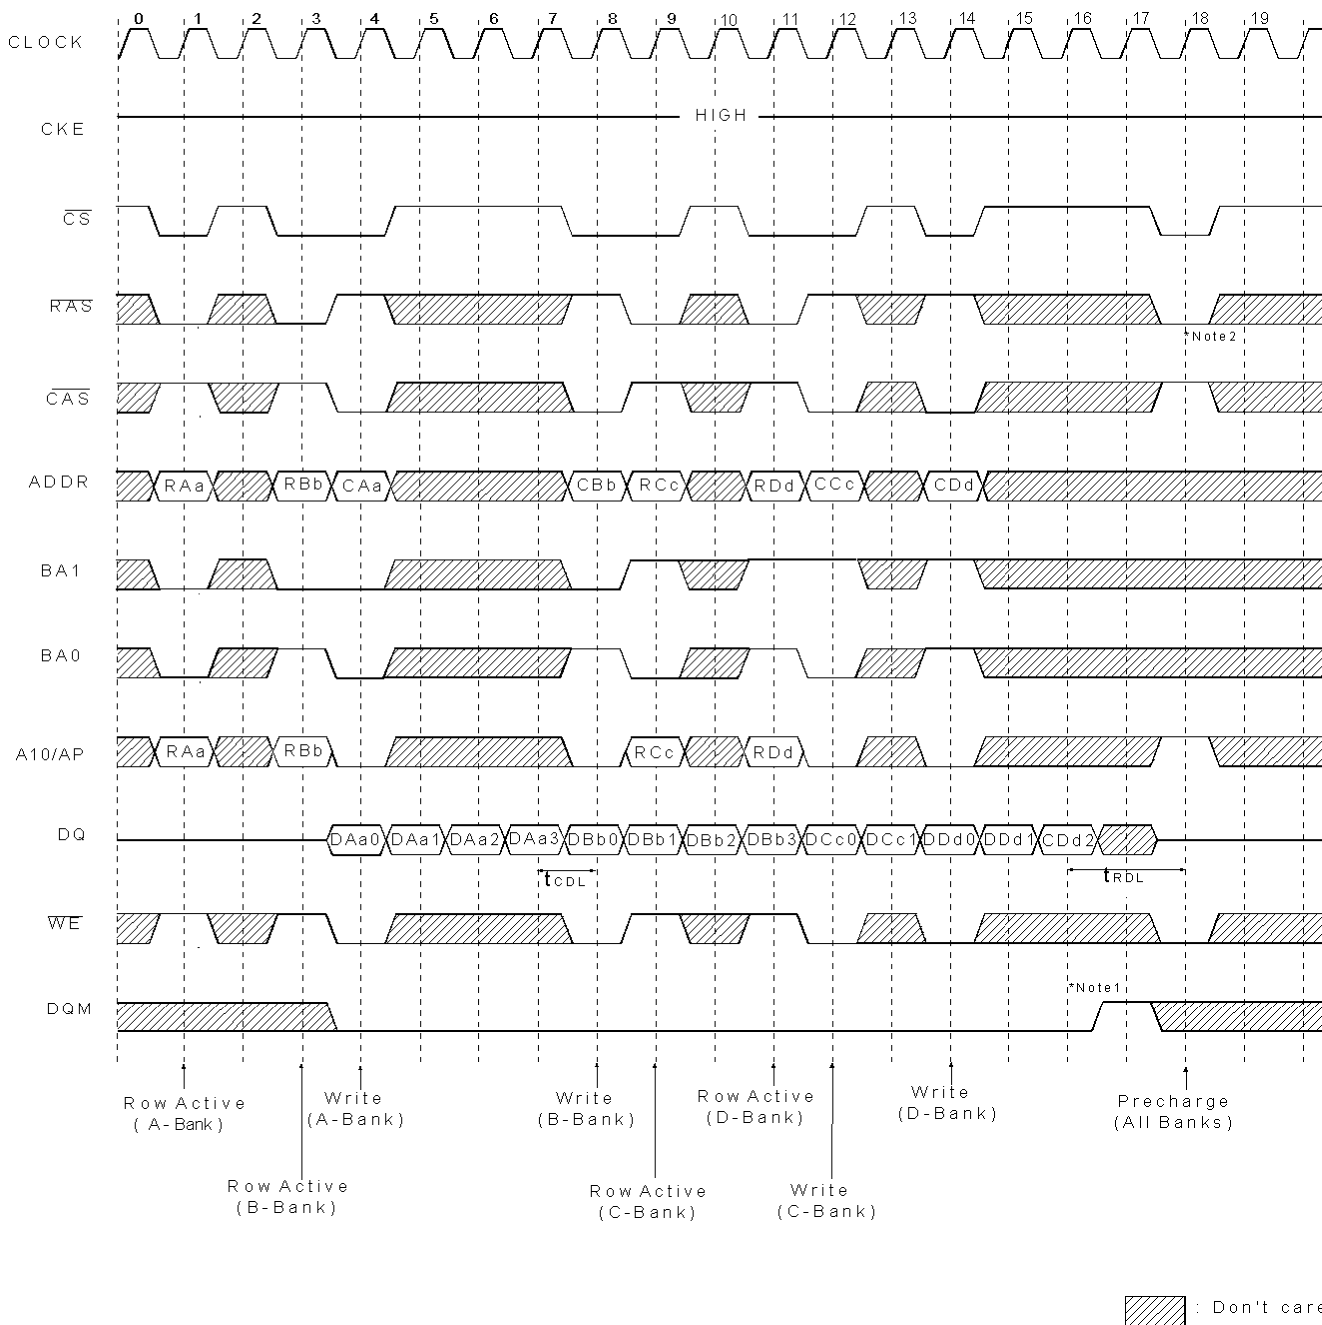 0 1 2 3 4 5 6 7 8 9 10 11 12 13 14 15 16 17 18 19
CLOCK
CKE
HIGH
CS
RAS
*Note2
CAS
ADDR
RAa RBb CAa CBb RCc RDd CCc CDd
BA1
BA0
A10/AP
RAa RBb RCc RDd
DQ
DAa0 DAa1 DAa2 DAa3 DBb0 DBb1 DBb2 DBb3 DCc0 DCc1 DDd0 DDd1 CDd2
tCDL tRDL
WE
*Note1
DQM
Row Active
(A-Bank)
Write
(A-Bank)
Write
(B-Bank)
Row Active
(D-Bank)
Write
(D-Bank)
Precharge
(All Banks)
Row Active
(B-Bank)
Row Active
(C-Bank)
Write
(C-Bank)
: Don't care